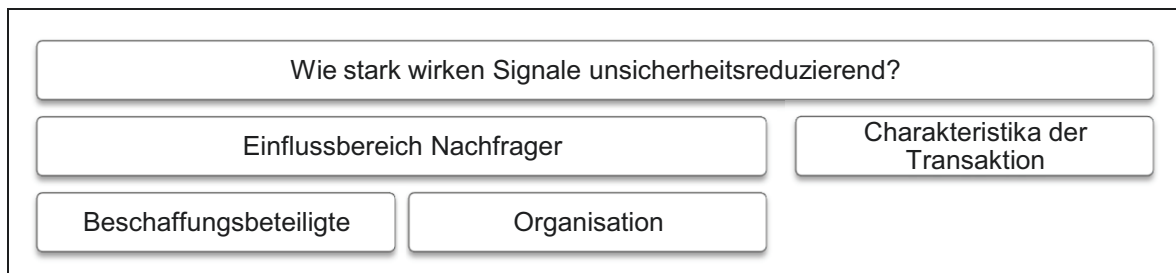 Wie stark wirken Signale unsicherheitsreduzierend?
Einflussbereich Nachfrager
Charakteristika der
Transaktion
Beschaffungsbeteiligte
Organisation